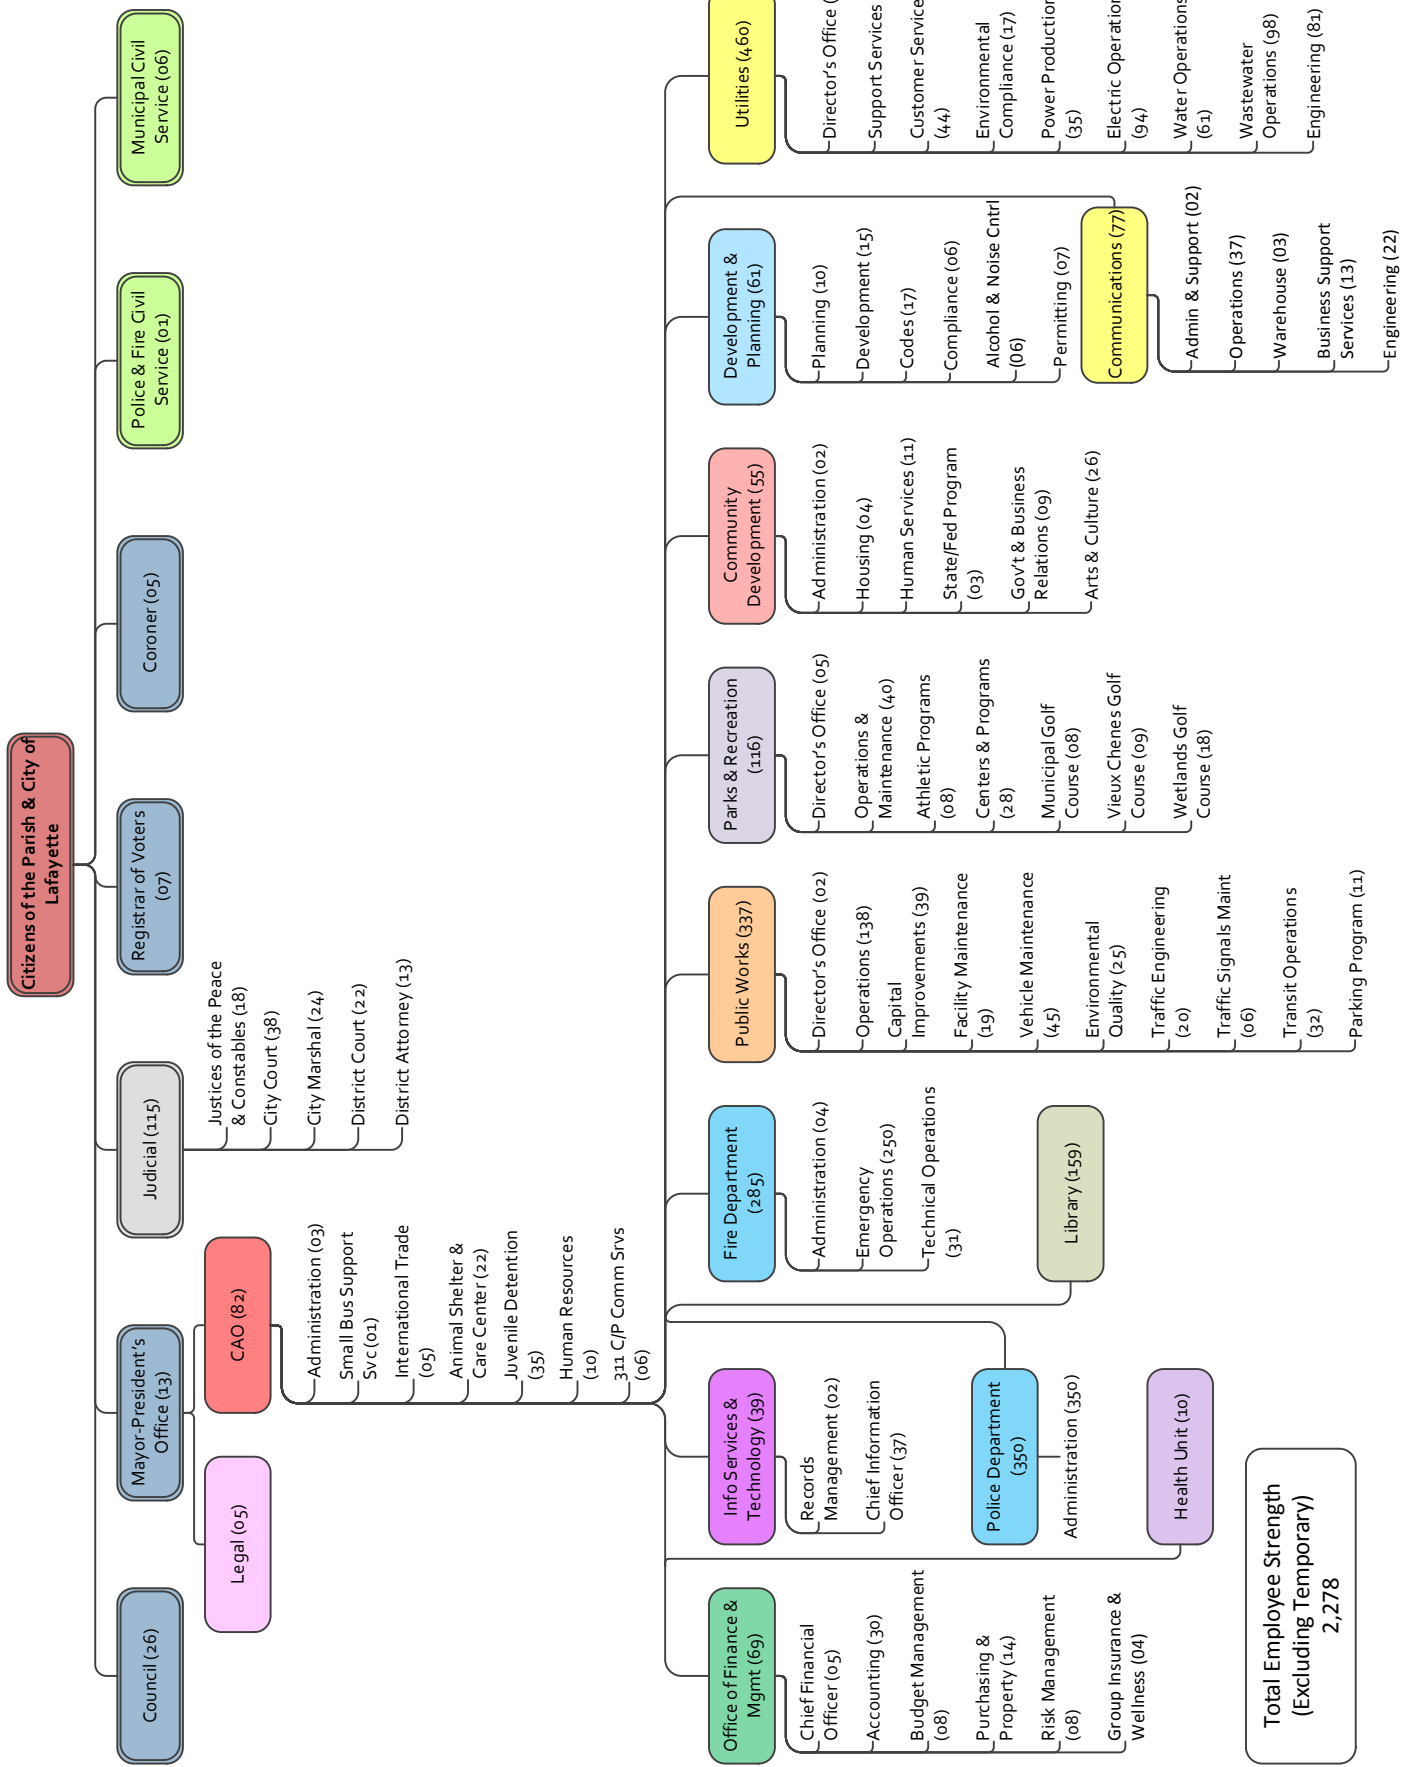 Citizens of the Parish & City of
Lafayette
Council (26)
Mayor-President's
Office (13)
Judicial (115)
Registrar of Voters
(07)
Coroner (05)
Police & Fire Civil
Service (01)
Municipal Civil
Service (06)
Legal (05)
CAO (82)
Justices of the Peace
& Constables (18)
City Court (38)
City Marshal (24)
District Court (22)
District Attorney (13)
Administration (03)
Small Bus Support
Svc (01)
International Trade
(05)
Animal Shelter &
Care Center (22)
Juvenile Detention
(35)
Human Resources
(10)
311 C/P Comm Srvs
(06)
Office of Finance &
Mgmt (69)
Chief Financial
Officer (05)
Accounting (30)
Budget Management
(08)
Purchasing &
Property (14)
Risk Management
(08)
Group Insurance &
Wellness (04)
Info Services &
Technology (39)
Records
Management (02)
Chief Information
Officer (37)
Police Department
(350)
Administration (350)
Health Unit (10)
Fire Department
(285)
Administration (04)
Emergency
Operations (250)
Technical Operations
(31)
Library (159)
Public Works (337)
Director's Office (02)
Operations (138)
Capital
Improvements (39)
Facility Maintenance
(19)
Vehicle Maintenance
(45)
Environmental
Quality (25)
Traffic Engineering
(20)
Traffic Signals Maint
(06)
Transit Operations
(32)
Parking Program (11)
Parks & Recreation
(116)
Director's Office (05)
Operations &
Maintenance (40)
Athletic Programs
(08)
Centers & Programs
(28)
Municipal Golf
Course (08)
Vieux Chenes Golf
Course (09)
Wetlands Golf
Course (18)
Community
Development (55)
Administration (02)
Housing (04)
Human Services (11)
State/Fed Program
(03)
Gov't & Business
Relations (09)
Arts & Culture (26)
Development &
Planning (61)
Planning (10)
Development (15)
Codes (17)
Compliance (06)
Alcohol & Noise Cntrl
(06)
Permitting (07)
Communications (77)
Admin & Support (02)
Operations (37)
Warehouse (03)
Business Support
Services (13)
Engineering (22)
Utilities (460)
Director's Office (
Support Services
Customer Service
(44)
Environmental
Compliance (17)
Power Production
(35)
Electric Operation
(94)
Water Operations
(61)
Wastewater
Operations (98)
Engineering (81)
Total Employee Strength
(Excluding Temporary)
2,278